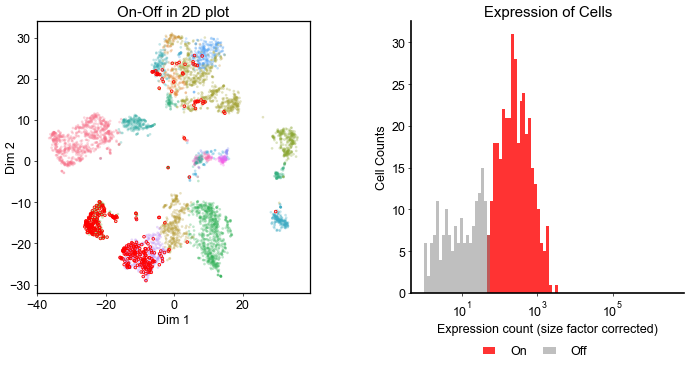 On-Off in 2D plot
Expression of Cells
30
20
10
0
−10
−20
−30
Dim 2
−40
−20
0
20
Dim 1
30
25
20
15
10
5
0
Cell Counts
10^1
10^3
10^5
Expression count (size factor corrected)
On
Off